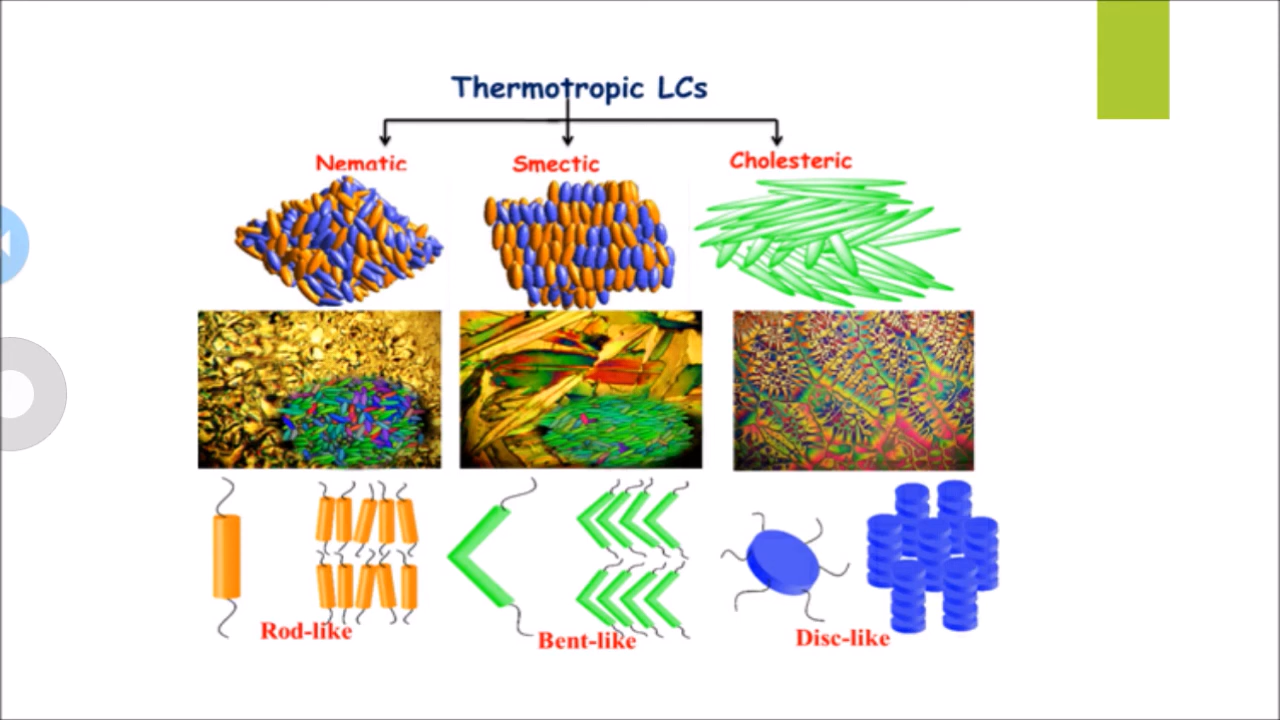 Thermotropic LCs
Nematic
Smectic
Cholesteric
Rod-like
Bent-like
Disc-like